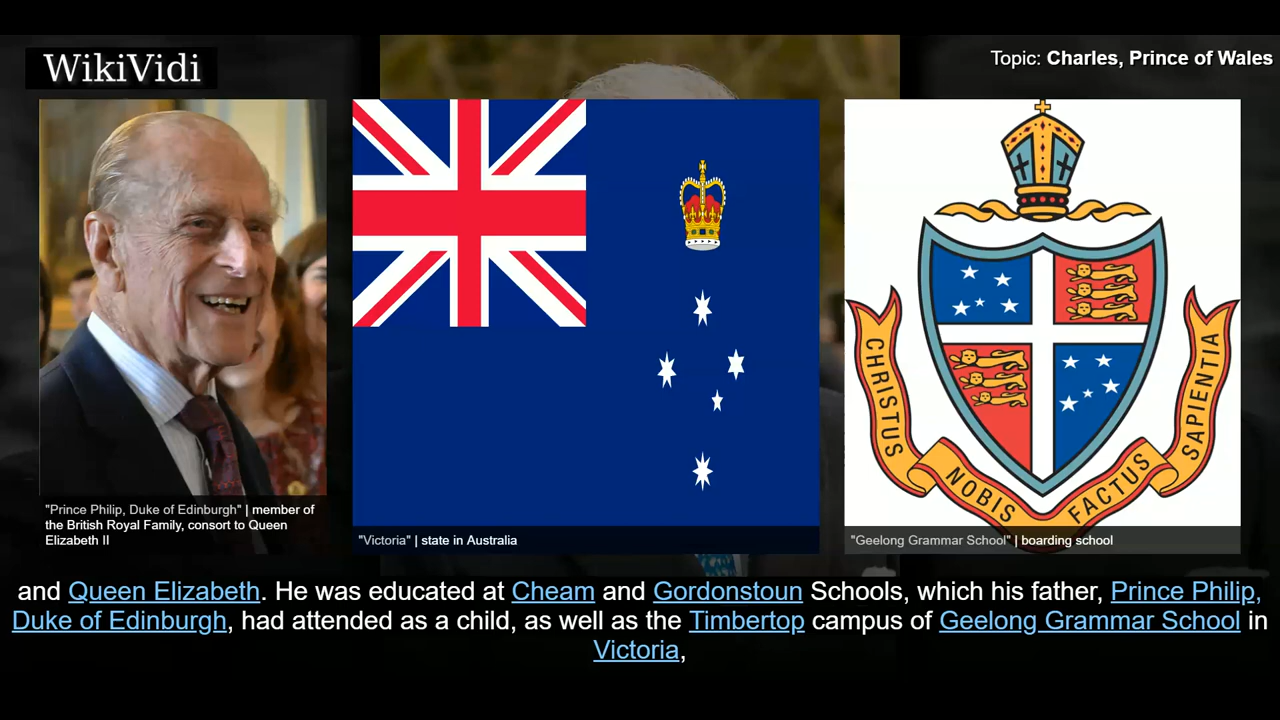 WikiVidi
Topic: Charles, Prince of Wales
"Prince Philip, Duke of Edinburgh" | member of
the British Royal Family, consort to Queen
Elizabeth II
"Victoria" | state in Australia
CHRISTUS
NOBIS
FACTUS
SAPIENTIA
"Geelong Grammar School" | boarding school
and Queen Elizabeth. He was educated at Cheam and Gordonstoun Schools, which his father, Prince Philip,
Duke of Edinburgh, had attended as a child, as well as the Timbertop campus of Geelong Grammar School in
Victoria,